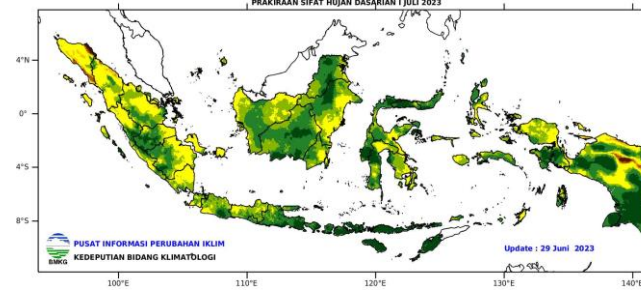 PRAKIRAAN SIFAT HUJAN DASARIAN I JULI 2023
4°N
0°
4°S
8°S
BMKG
PUSAT INFORMASI PERUBAHAN IKLIM
KEDEPUTIAN BIDANG KLIMATOLOGI
Update : 29 Juni 2023
100°E
110°E
120°E
130°E
140°E